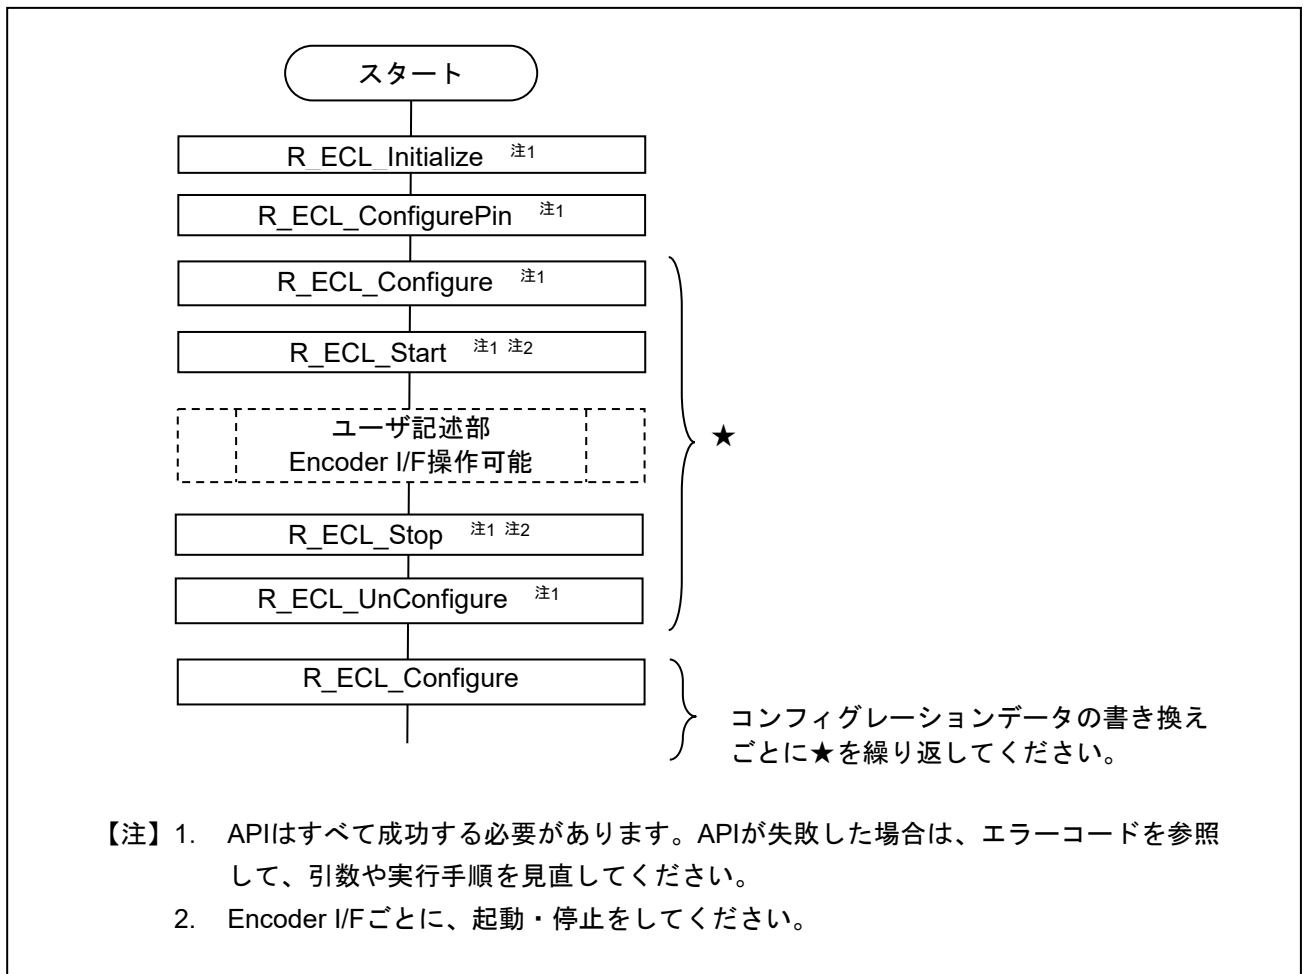 スタート
R_ECL_Initialize 注1
R_ECL_ConfigurePin 注1
R_ECL_Configure 注1
R_ECL_Start 注1 注2
ユーザ記述部
Encoder I/F操作可能
★
R_ECL_Stop 注1 注2
R_ECL_UnConfigure 注1
R_ECL_Configure
コンフィグレーションデータの書き換え
ごとに★を繰り返してください。
【注】1. APIはすべて成功する必要があります。APIが失敗した場合は、エラーコードを参照
して、引数や実行手順を見直してください。
2. Encoder I/Fごとに、起動・停止をしてください。